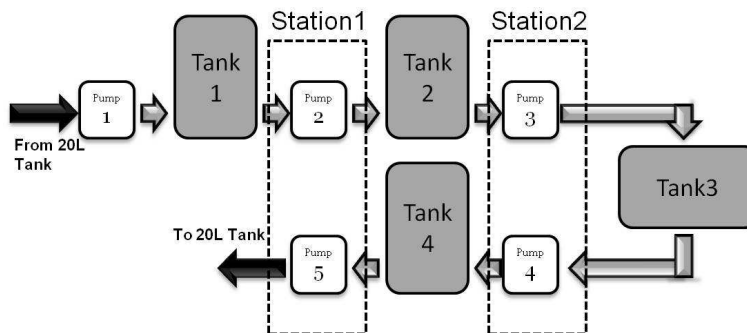 Station1
Station2
Tank
1
Tank
2
Pump
1
Pump
2
Pump
3
From 20L
Tank
Tank3
Tank
4
To 20L Tank
Pump
5
Pump
4